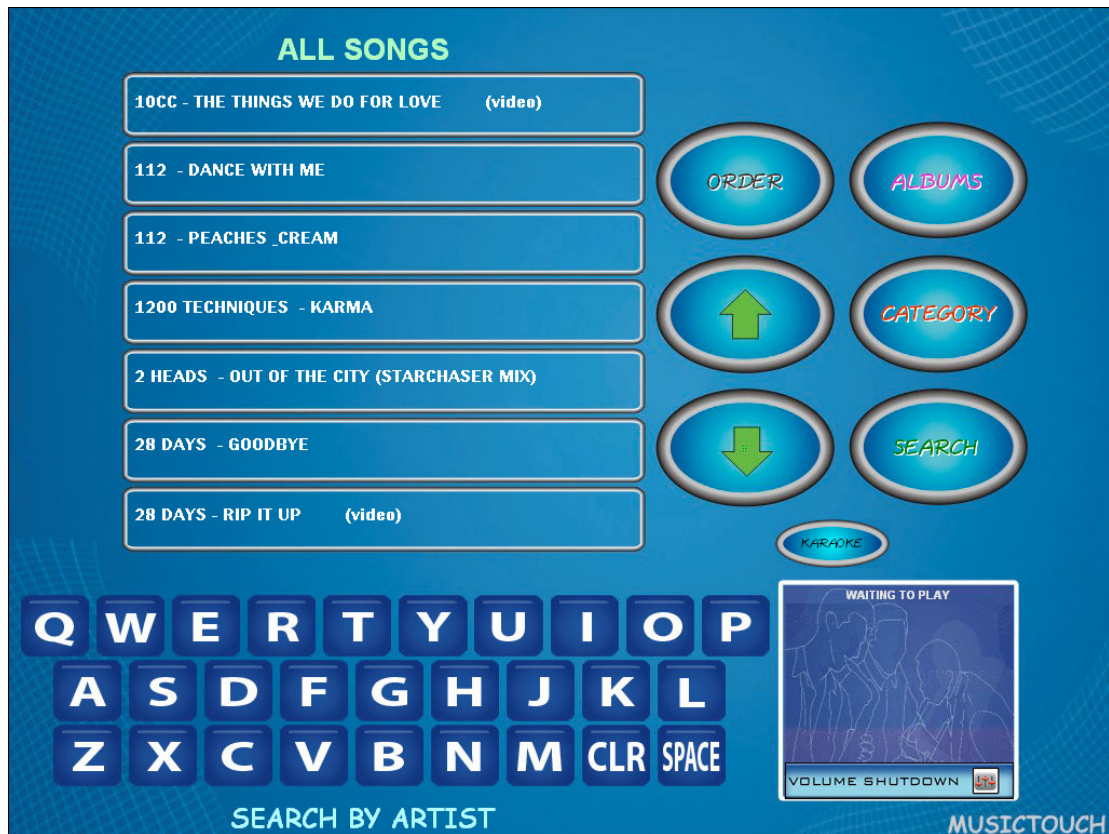 ALL SONGS
10CC - THE THINGS WE DO FOR LOVE (video)
112 - DANCE WITH ME
112 - PEACHES _CREAM
1200 TECHNIQUES - KARMA
2 HEADS - OUT OF THE CITY (STARCHASER MIX)
28 DAYS - GOODBYE
28 DAYS - RIP IT UP (video)
ORDER
ALBUMS
CATEGORY
SEARCH
KARAOKE
Q W E R T Y U I O P
A S D F G H J K L
Z X C V B N M CLR SPACE
WAITING TO PLAY
VOLUME SHUTDOWN
SEARCH BY ARTIST
MUSICTOUCH